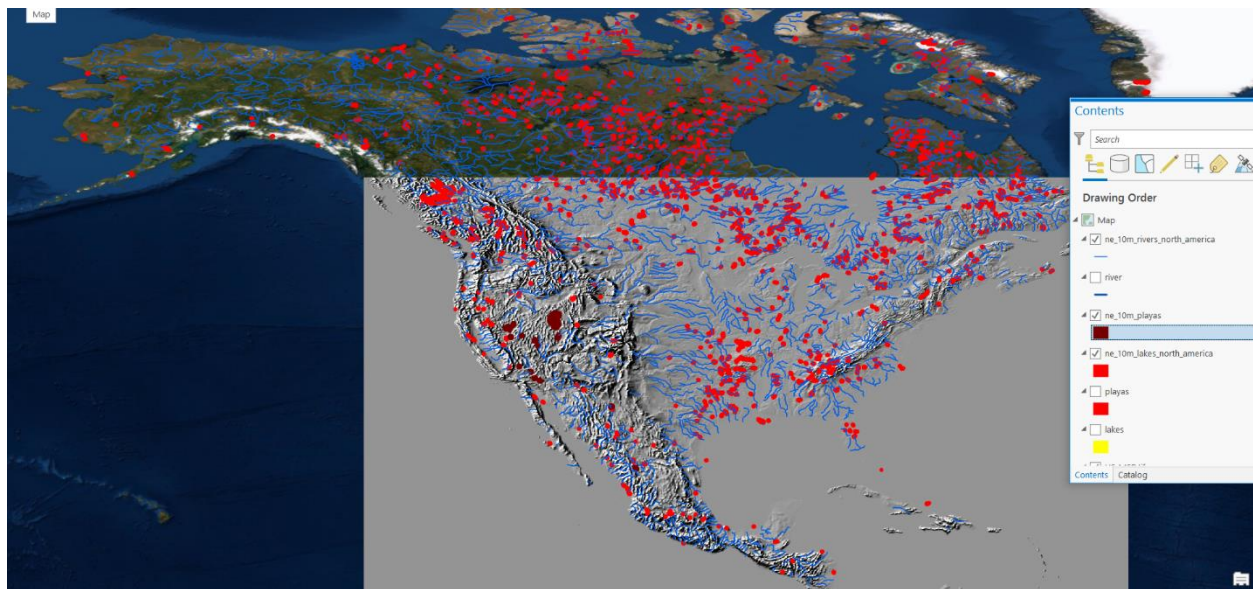 Map
Contents
Search
Drawing Order
Map
ne_10m_rivers_north_america
river
ne_10m_playas
ne_10m_lakes_north_america
playas
lakes
Contents Catalog